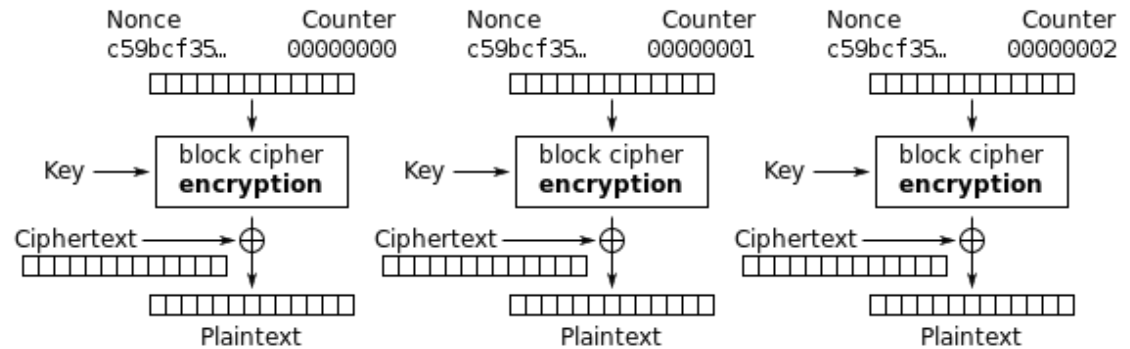 Nonce Counter Nonce Counter Nonce Counter
c59bcf35… 00000000 c59bcf35… 00000001 c59bcf35… 00000002
Key block cipher encryption Key block cipher encryption Key block cipher encryption
Ciphertext Ciphertext Ciphertext
Plaintext Plaintext Plaintext